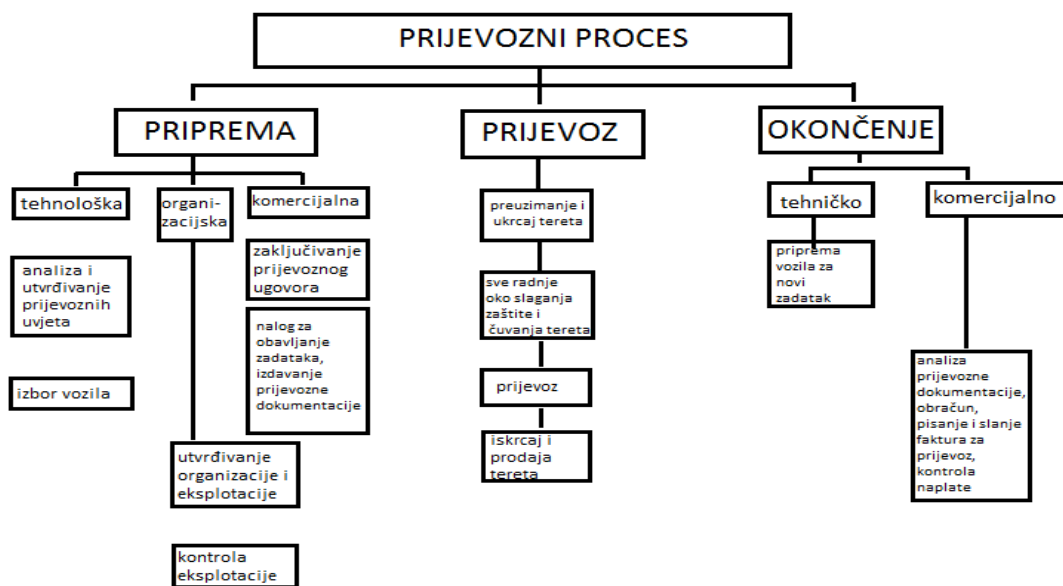 PRIJEVOZNI PROCES
PRIPREMA
PRIJEVOZ
OKONČENJE
tehnološka
organi-
zacijska
komercijalna
analiza i
utvrđivanje
prijevoznih
uvjeta
izbor vozila
utvrđivanje
organizacije i
eksplotacije
kontrola
eksplotacije
zaključivanje
prijevoznog
ugovora
nalog za
obavljanje
zadataka,
izdavanje
prijevozne
dokumentacije
preuzimanje i
ukrcaj tereta
sve radnje
oko slaganja
zaštite i
čuvanja tereta
prijevoz
iskrcaj i
prodaja
tereta
tehničko
komercijalno
priprema
vozila za
novi
zadatak
analiza
prijevozne
dokumentacije,
obračun,
pisanje i slanje
faktura za
prijevoz,
kontrola
naplate